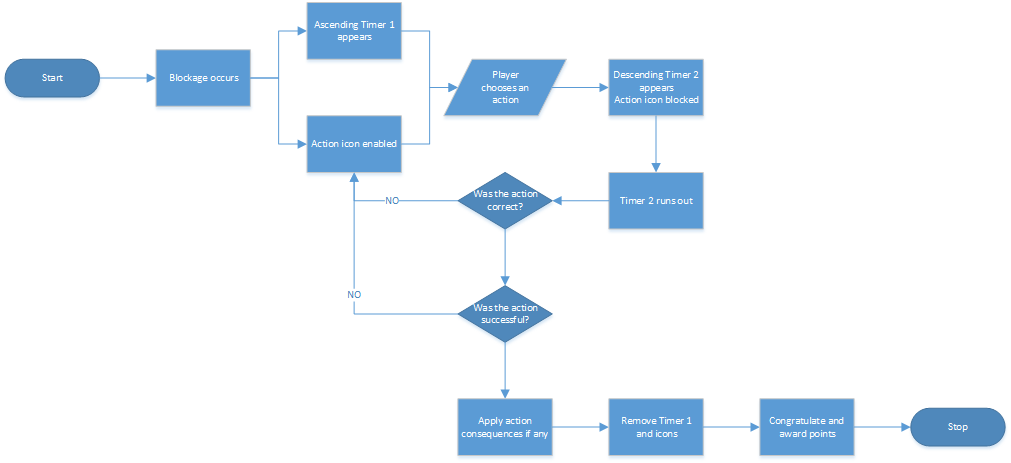 Start
Blockage occurs
Ascending Timer 1
appears
Action icon enabled
Player
chooses an
action
Descending Timer 2
appears
Action icon blocked
Timer 2 runs out
Was the action
correct?
NO
Was the action
successful?
NO
Apply action
consequences if any
Remove Timer 1
and icons
Congratulate and
award points
Stop